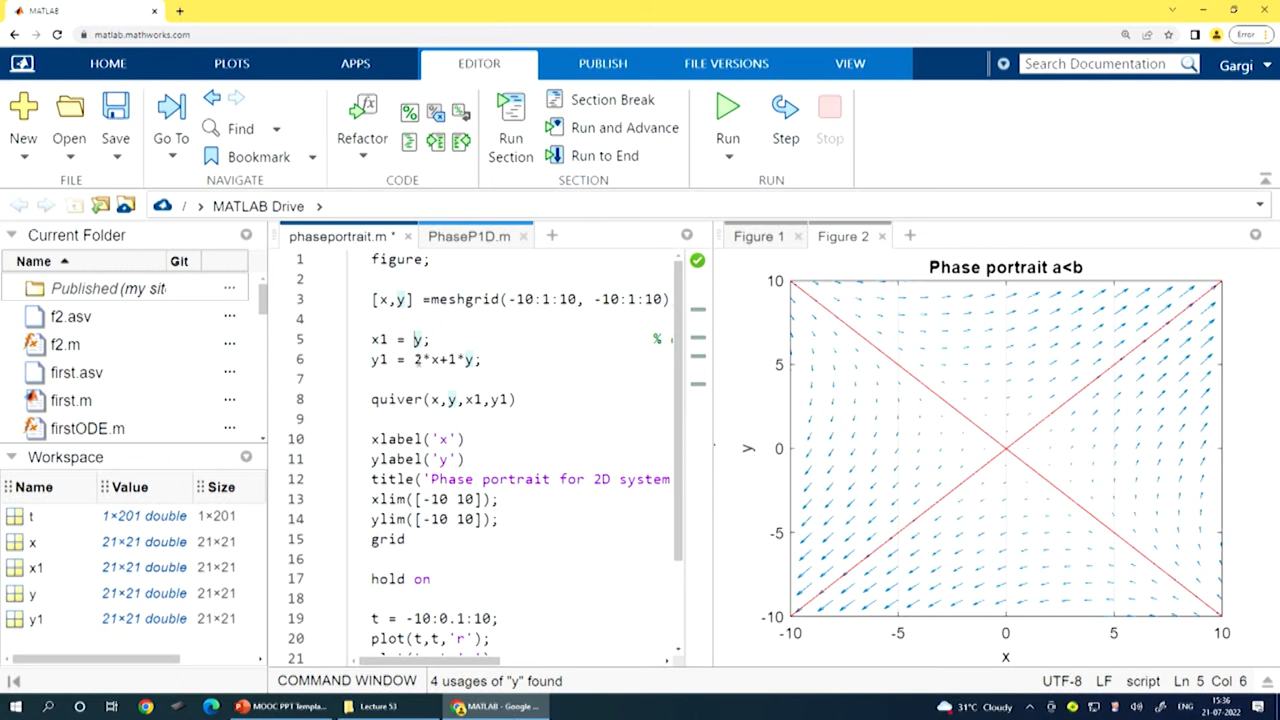 MATLAB
matlab.mathworks.com
Error
HOME PLOTS APPS EDITOR PUBLISH FILE VERSIONS VIEW
Search Documentation
Gargi
New Open Save
FILE
Go To
Find
Bookmark
NAVIGATE
Refactor
CODE
Run Section
Section Break
Run and Advance
Run to End
SECTION
Run Step Stop
RUN
/ > MATLAB Drive >
Current Folder
Name Git
Published (my sit
f2.asv
f2.m
first.asv
first.m
firstODE.m
Workspace
Name Value Size
t 1×201 double 1×201
x 21×21 double 21×21
x1 21×21 double 21×21
y 21×21 double 21×21
y1 21×21 double 21×21
phaseportrait.m * PhaseP1D.m
1 figure;
2
3 [x,y] =meshgrid(-10:1:10, -10:1:10)
4
5 x1 = y; %
6 y1 = 2*x+1*y;
7
8 quiver(x,y,x1,y1)
9
10 xlabel('x')
11 ylabel('y')
12 title('Phase portrait for 2D system
13 xlim([-10 10]);
14 ylim([-10 10]);
15 grid
16
17 hold on
18
19 t = -10:0.1:10;
20 plot(t,t,'r');
21
Figure 1 Figure 2
Phase portrait a<b
10
5
0
-5
-10
y
-10 -5 0 5 10
x
COMMAND WINDOW 4 usages of "y" found UTF-8 LF script Ln 5 Col 6
MOOC PPT Templa...
Lecture 53
MATLAB - Google ...
31°C Cloudy
ENG
15:36
21-07-2022